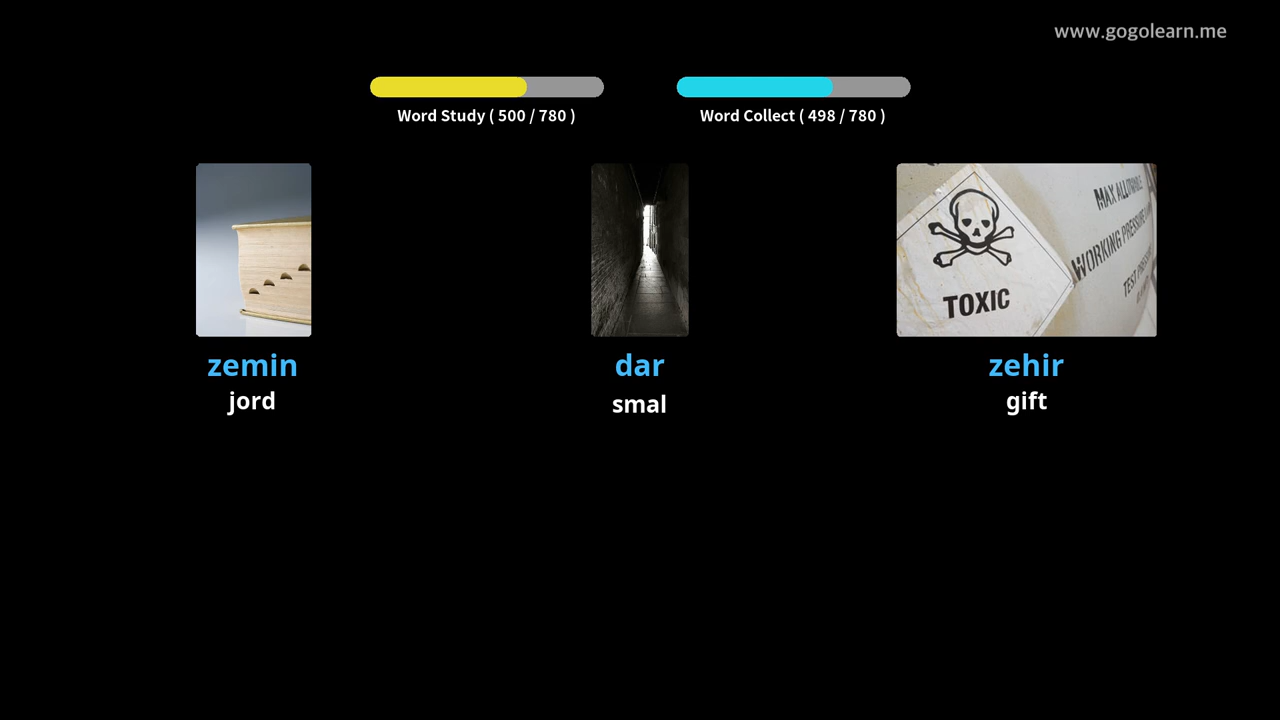 www.gogolearn.me
Word Study ( 500 / 780 )
Word Collect ( 498 / 780 )
TOXIC
MAX ALLOWABLE
WORKING PRESSURE
zemin
dar
zehir
jord
smal
gift